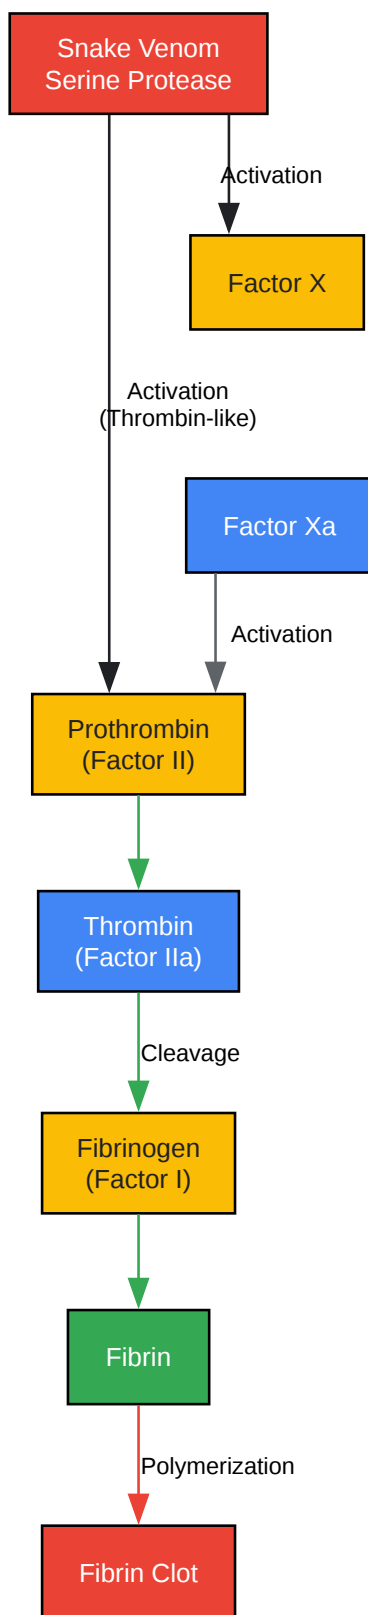 Snake Venom
Serine Protease
Activation
Factor X
Activation
(Thrombin-like)
Factor Xa
Activation
Prothrombin
(Factor II)
Thrombin
(Factor IIa)
Cleavage
Fibrinogen
(Factor I)
Fibrin
Polymerization
Fibrin Clot